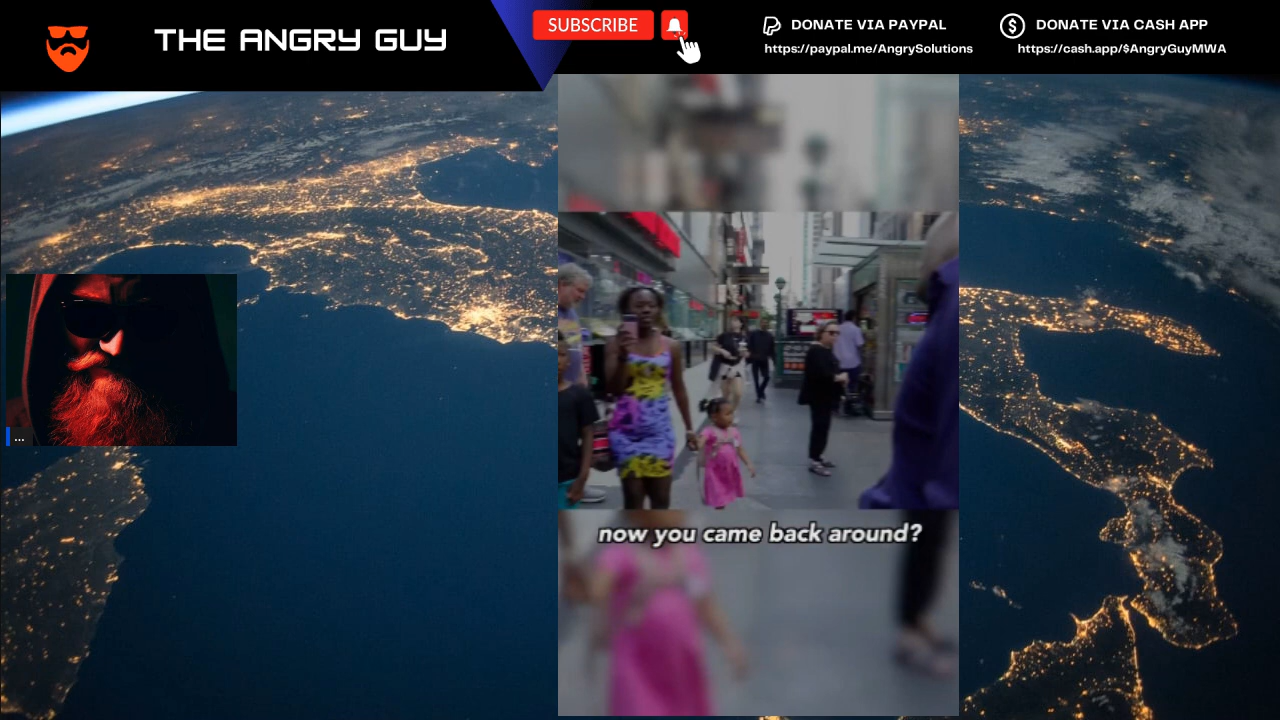 THE ANGRY GUY
SUBSCRIBE
DONATE VIA PAYPAL
https://paypal.me/AngrySolutions
DONATE VIA CASH APP
https://cash.app/$AngryGuyMWA
now you came back around?
...